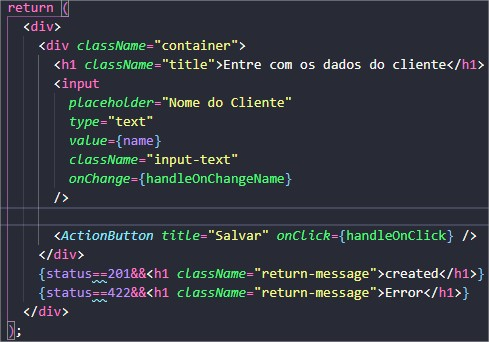 return (
<div>
<div className="container">
<h1 className="title">Entre com os dados do cliente</h1>
<input
placeholder="Nome do Cliente"
type="text"
value={name}
className="input-text"
onChange={handleOnChangeName}
/>
<ActionButton title="Salvar" onClick={handleOnClick} />
</div>
{status==201&&<h1 className="return-message">created</h1>}
{status==422&&<h1 className="return-message">Error</h1>}
</div>
);